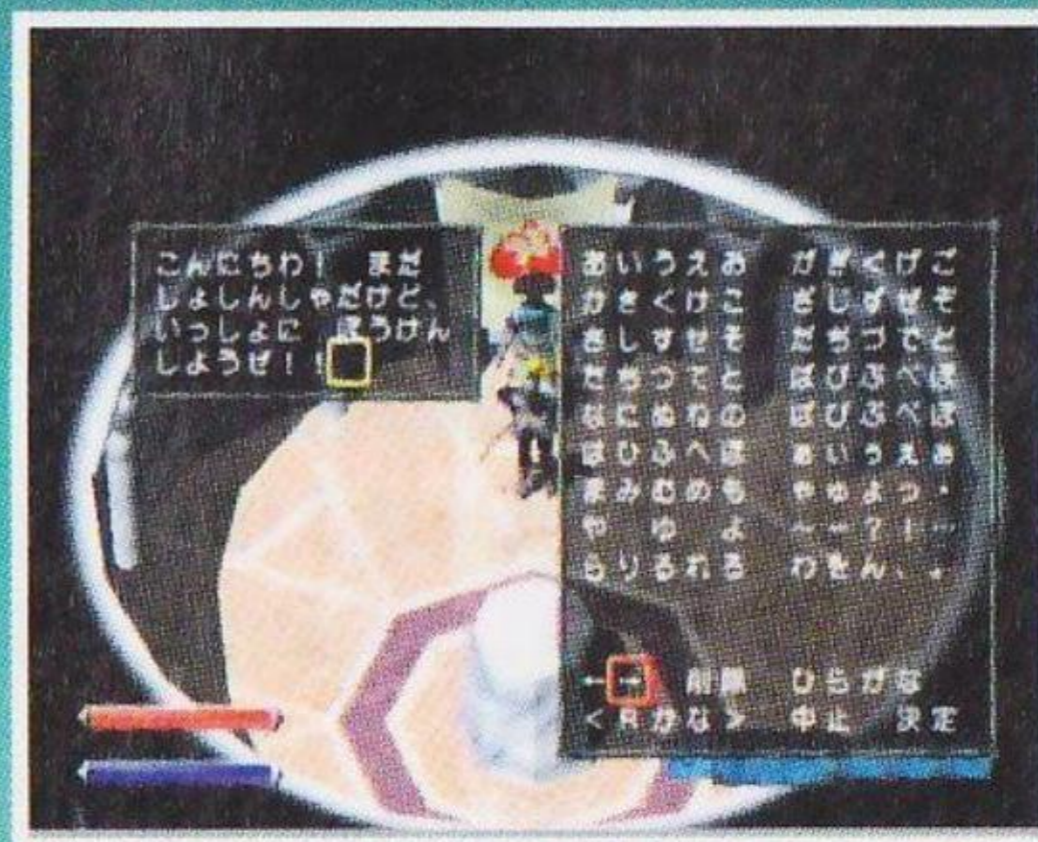 こんにちわ！　まだ
しょしんしゃだけど、
いっしょに　ぼうけん
しようぜ！！
あいうえお　がぎぐげご
かきくけこ　ざじずぜぞ
さしすせそ　だぢづでど
たちつてと　ばびぶべぼ
なにぬねの　ぱぴぷぺぽ
はひふへほ　ぁぃぅぇぉ
まみむめも　ゃゅょっ・
や　ゆ　よ　～ー？！…
らりるれろ　わをん、。
←→　削除　ひらがな
＜Rかな＞　中止　決定